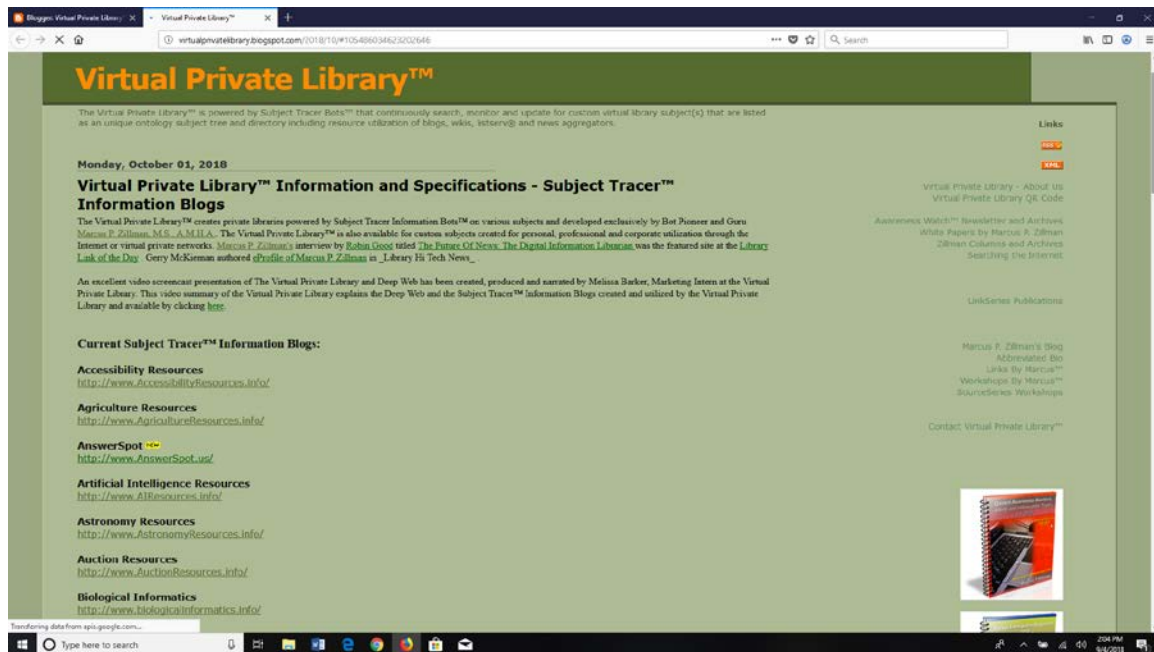 Blogger: Virtual Private Library
Virtual Private Library™
virtualprivatelibrary.blogspot.com/2018/10/#105486034623202646
Search
Virtual Private Library™
The Virtual Private Library™ is powered by Subject Tracer Bots™ that continuously search, monitor and update for custom virtual library subject(s) that are listed
as an unique ontology subject tree and directory including resource utilization of blogs, wikis, listserv® and news aggregators.
Monday, October 01, 2018
Virtual Private Library™ Information and Specifications - Subject Tracer™
Information Blogs
The Virtual Private Library™ creates private libraries powered by Subject Tracer Information Bots™ on various subjects and developed exclusively by Bot Pioneer and Guru
Marcus P. Zillman, M.S., A.M.H.A.. The Virtual Private Library™ is also available for custom subjects created for personal, professional and corporate utilization through the
Internet or virtual private networks. Marcus P. Zillman's interview by Robin Good titled The Future Of News: The Digital Information Librarian was the featured site at the Library
Link of the Day. Gerry McKiernan authored eProfile of Marcus P. Zillman in _Library Hi Tech News_
An excellent video screencast presentation of The Virtual Private Library and Deep Web has been created, produced and narrated by Melissa Barker, Marketing Intern at the Virtual
Private Library. This video summary of the Virtual Private Library explains the Deep Web and the Subject Tracer™ Information Blogs created and utilized by the Virtual Private
Library and available by clicking here.
Current Subject Tracer™ Information Blogs:
Accessibility Resources
http://www.AccessibilityResources.info/
Agriculture Resources
http://www.AgricultureResources.info/
AnswerSpot NEW
http://www.AnswerSpot.us/
Artificial Intelligence Resources
http://www.AIResources.info/
Astronomy Resources
http://www.AstronomyResources.info/
Auction Resources
http://www.AuctionResources.info/
Biological Informatics
http://www.biologicalinformatics.info/
Links
XML
Virtual Private Library - About Us
Virtual Private Library QR Code
Awareness Watch™ Newsletter and Archives
White Papers by Marcus P. Zillman
Zillman Columns and Archives
Searching the Internet
LinkSeries Publications
Marcus P. Zillman's Blog
Abbreviated Bio
Links By Marcus™
Workshops By Marcus™
SourceSeries Workshops
Contact Virtual Private Library™
Transferring data from apis.google.com...
Type here to search
2:04 PM
9/4/2018